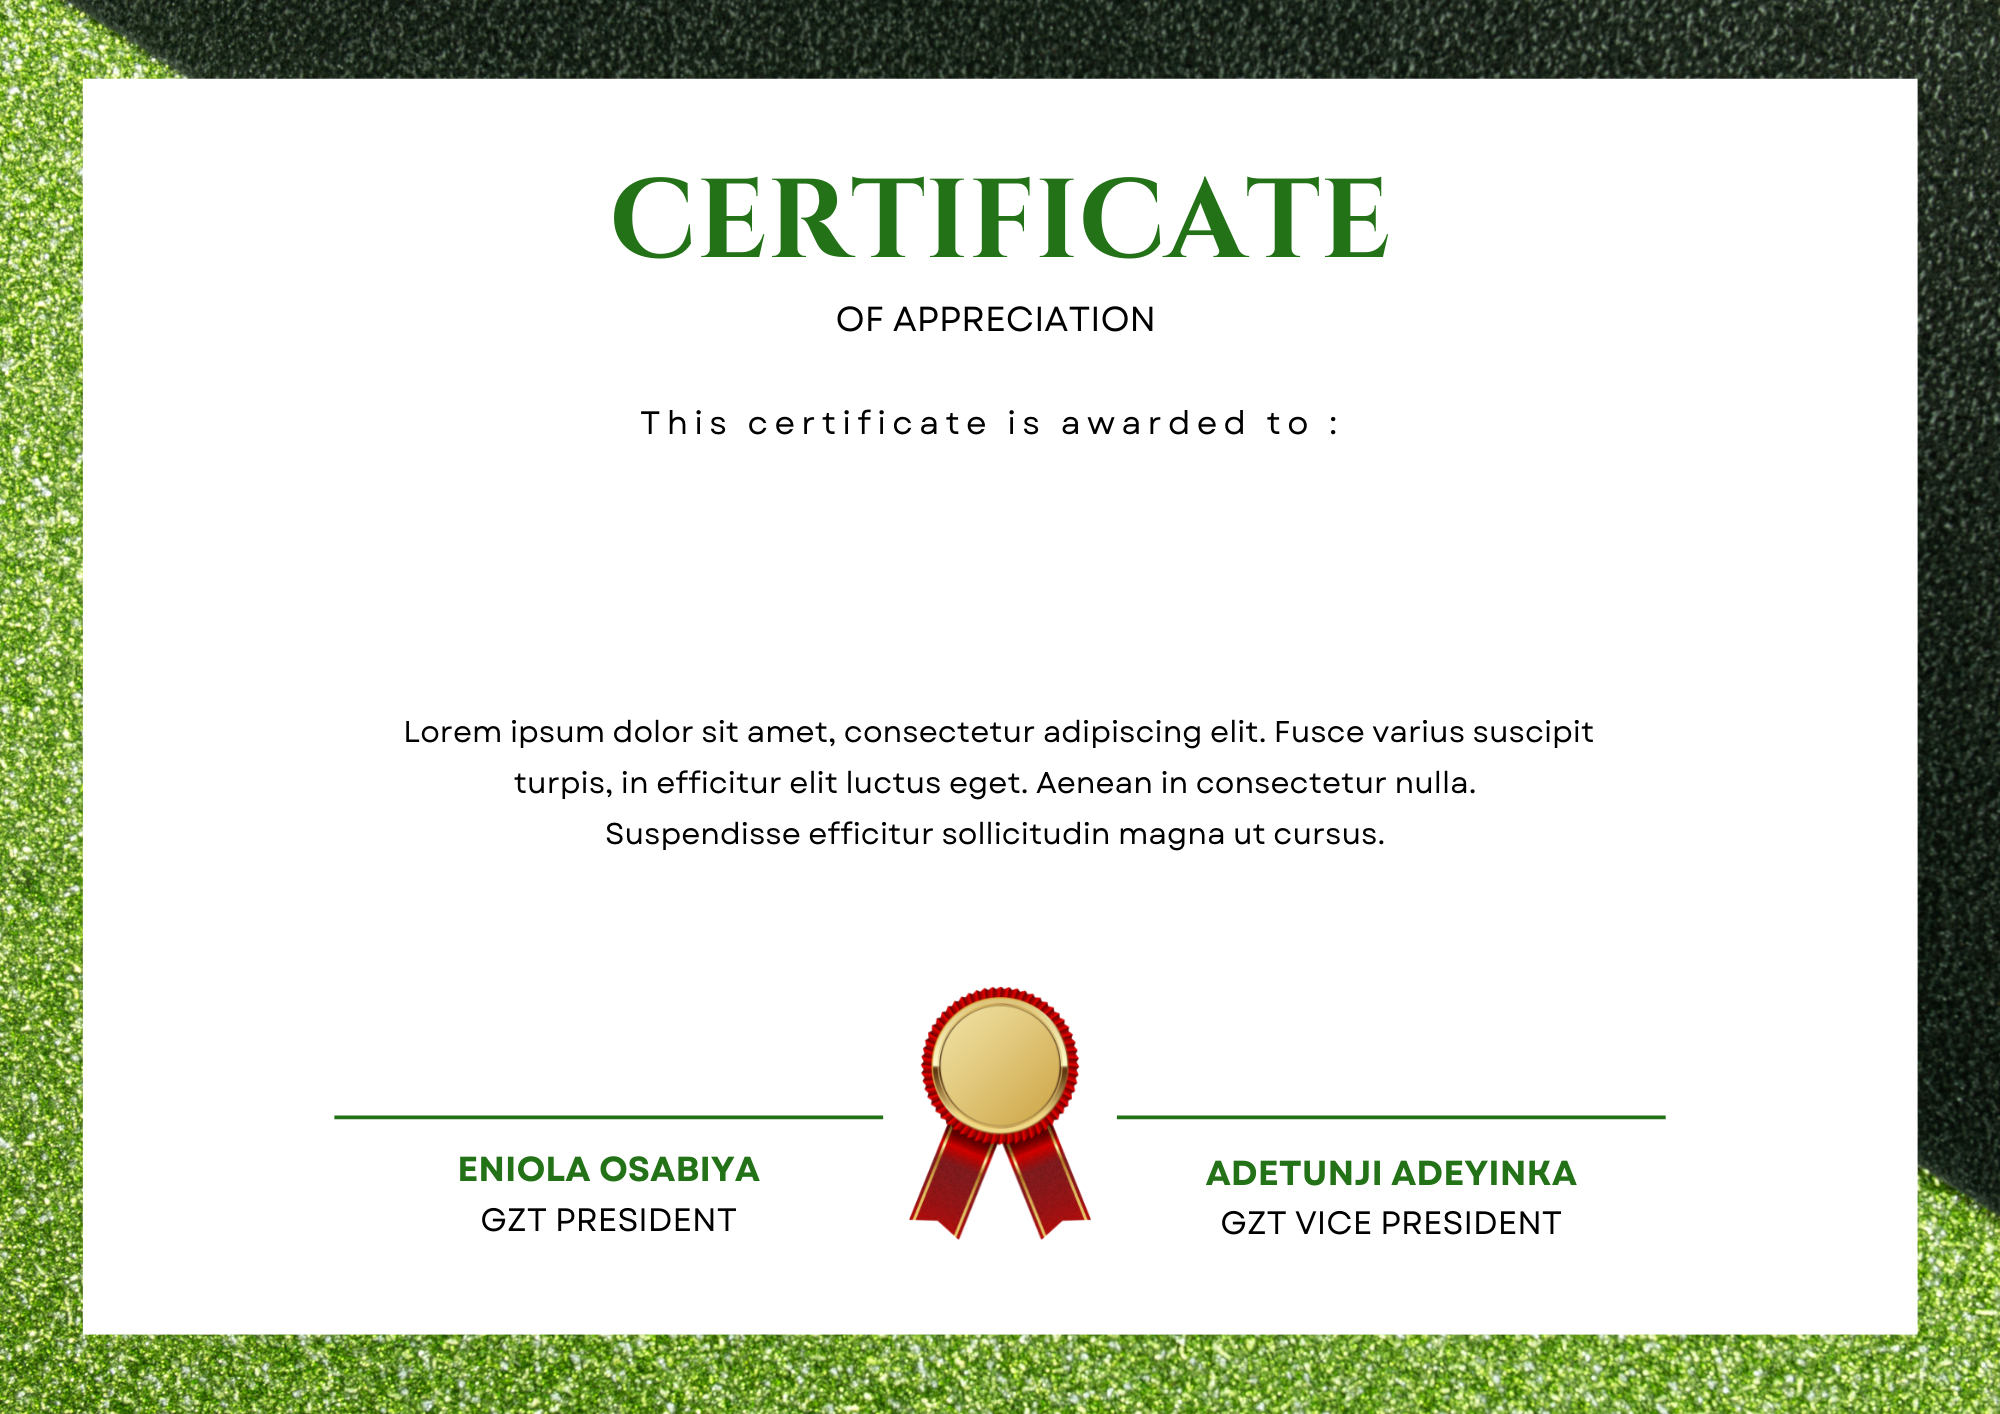 CERTIFICATE
OF APPRECIATION
This certificate is awarded to :
Lorem ipsum dolor sit amet, consectetur adipiscing elit. Fusce varius suscipit
turpis, in efficitur elit luctus eget. Aenean in consectetur nulla.
Suspendisse efficitur sollicitudin magna ut cursus.
ENIOLA OSABIYA
GZT PRESIDENT
ADETUNJI ADEYINKA
GZT VICE PRESIDENT